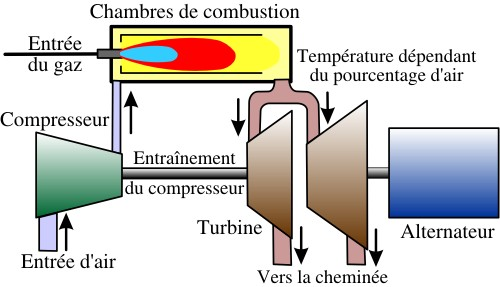 Chambres de combustion
Entrée
du gaz
Température dépendant
du pourcentage d'air
Compresseur
Entraînement
du compresseur
Turbine
Alternateur
Entrée d'air
Vers la cheminée